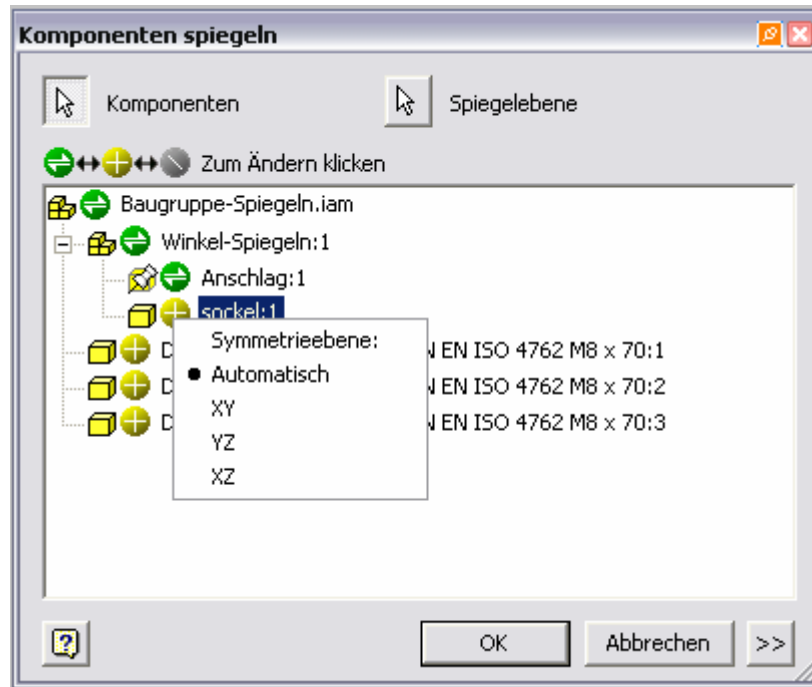 Komponenten spiegeln
Komponenten
Spiegelebene
Zum Ändern klicken
Baugruppe-Spiegeln.iam
Winkel-Spiegeln:1
Anschlag:1
sockel:1
Symmetrieebene:
Automatisch
XY
YZ
XZ
EN ISO 4762 M8 x 70:1
EN ISO 4762 M8 x 70:2
EN ISO 4762 M8 x 70:3
OK
Abbrechen
>>